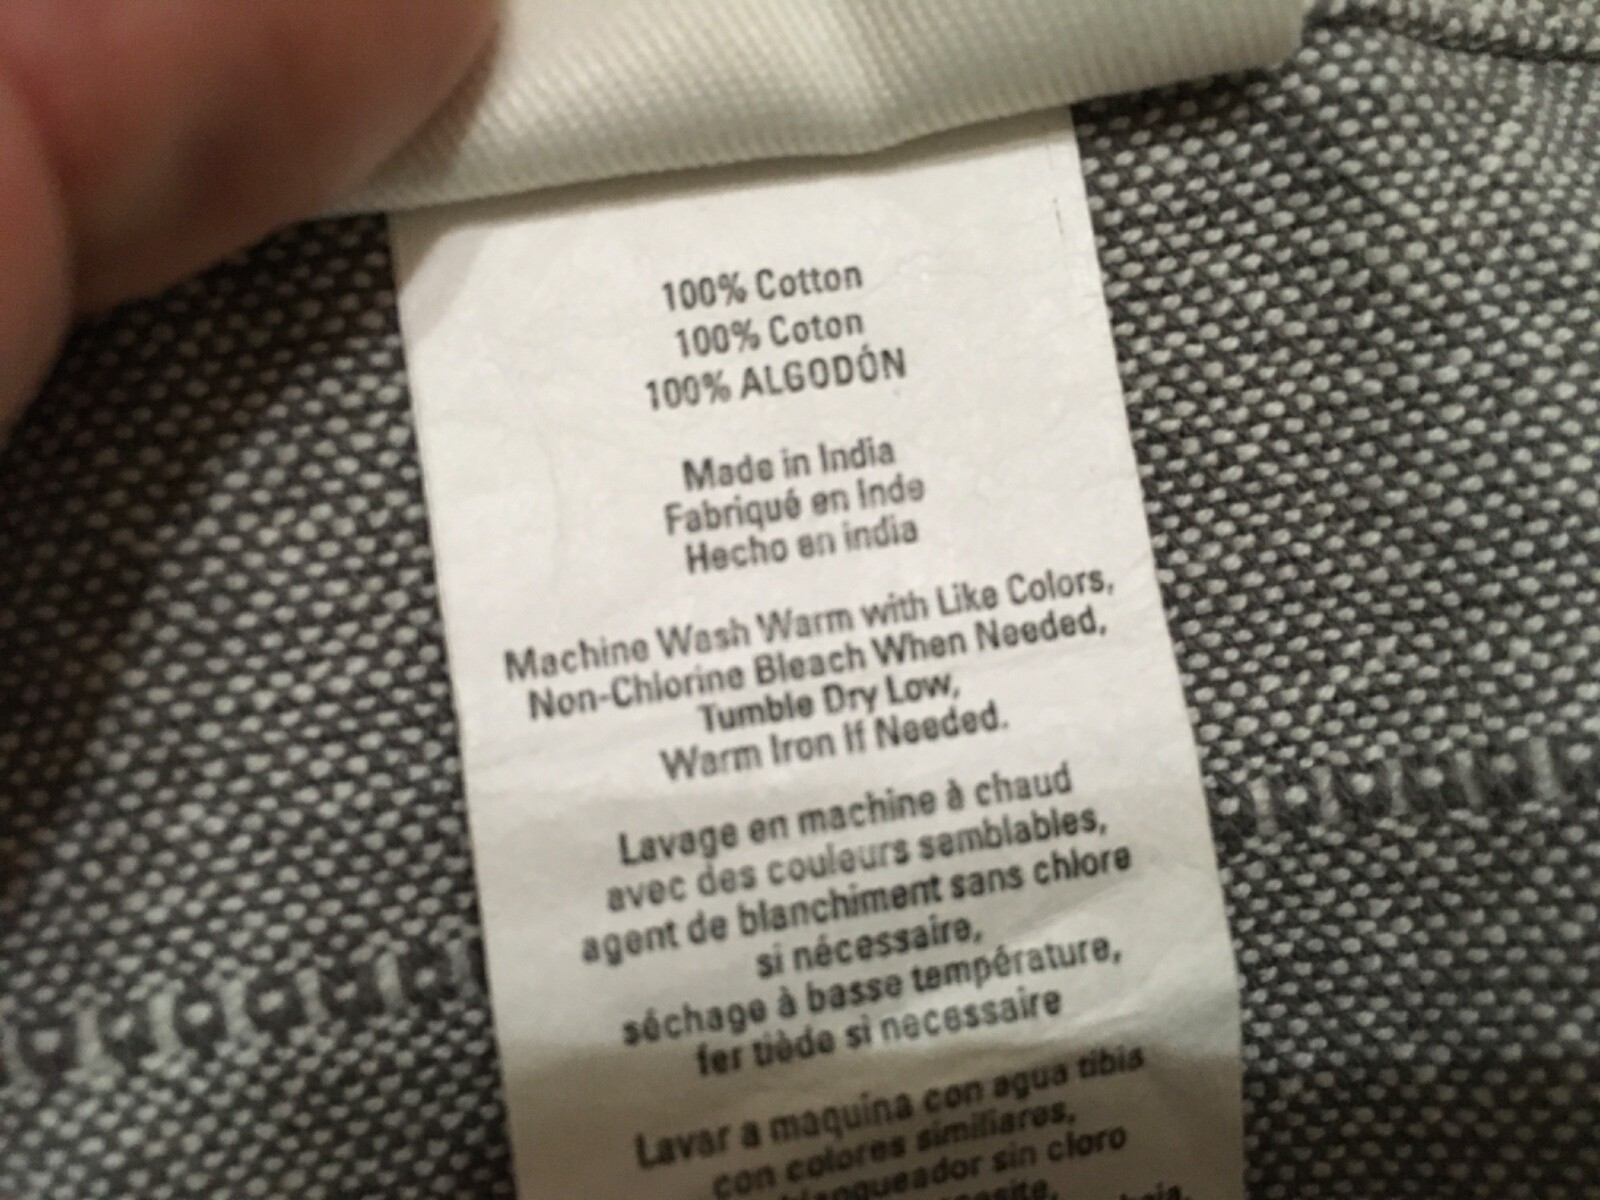 100% Cotton
100% Coton
100% ALGODÓN
Made in India
Fabriqué en Inde
Hecho en india
Machine Wash Warm with Like Colors,
Non-Chlorine Bleach When Needed,
Tumble Dry Low,
Warm Iron If Needed.
Lavage en machine à chaud
avec des couleurs semblables,
agent de blanchiment sans chlore
si nécessaire,
séchage à basse température,
fer tiède si necessaire
Lavar a maquina con agua tibia
con colores similiares,
blanqueador sin cloro